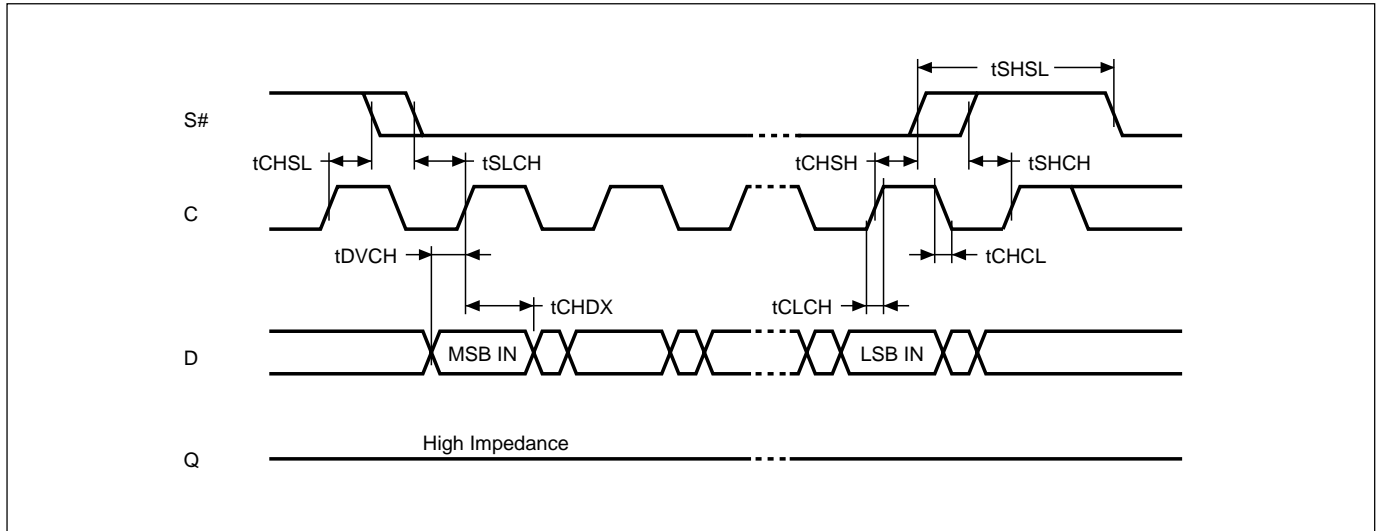 tSHSL
S#
tCHSL
tSLCH
tCHSH
tSHCH
C
tDVCH
tCHCL
tCHDX
tCLCH
D
MSB IN
LSB IN
High Impedance
Q